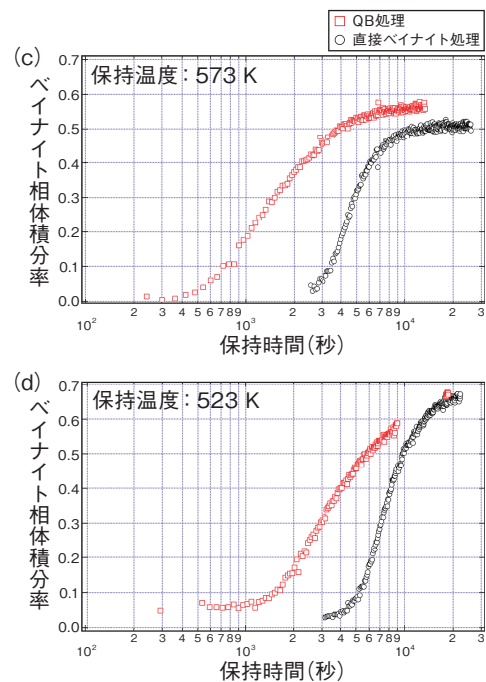 QB処理
直接ベイナイト処理
(c)
保持温度：573 K
ベイナイト相体積分率
0.7
0.6
0.5
0.4
0.3
0.2
0.1
0.0
10² 2 3 4 5 6 7 8 9 10³ 2 3 4 5 6 7 8 9 10⁴ 2 3
保持時間（秒）
(d)
保持温度：523 K
ベイナイト相体積分率
0.7
0.6
0.5
0.4
0.3
0.2
0.1
0.0
10² 2 3 4 5 6 7 8 9 10³ 2 3 4 5 6 7 8 9 10⁴ 2 3
保持時間（秒）